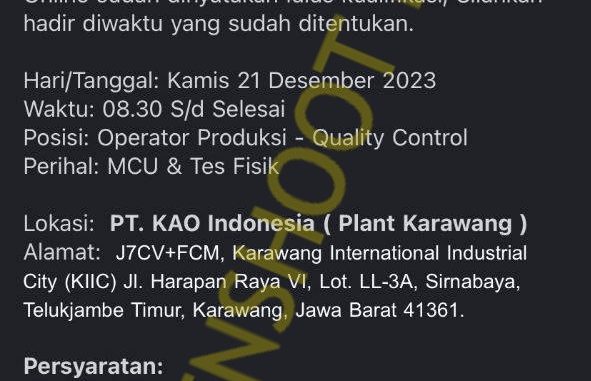 hadir diwaktu yang sudah ditentukan.
Hari/Tanggal: Kamis 21 Desember 2023
Waktu: 08.30 S/d Selesai
Posisi: Operator Produksi - Quality Control
Perihal: MCU & Tes Fisik
Lokasi: PT. KAO Indonesia ( Plant Karawang )
Alamat: J7CV+FCM, Karawang International Industrial
City (KIIC) Jl. Harapan Raya VI, Lot. LL-3A, Sirnabaya,
Telukjambe Timur, Karawang, Jawa Barat 41361.
Persyaratan:
ENSHOOT